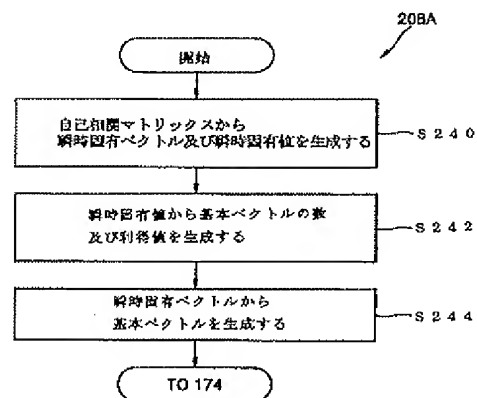 208A
開始
自己相関マトリックスから
瞬時固有ベクトル及び瞬時固有値を生成する
S240
瞬時固有値から基本ベクトルの数
及び利得値を生成する
S242
瞬時固有ベクトルから
基本ベクトルを生成する
S244
TO 174